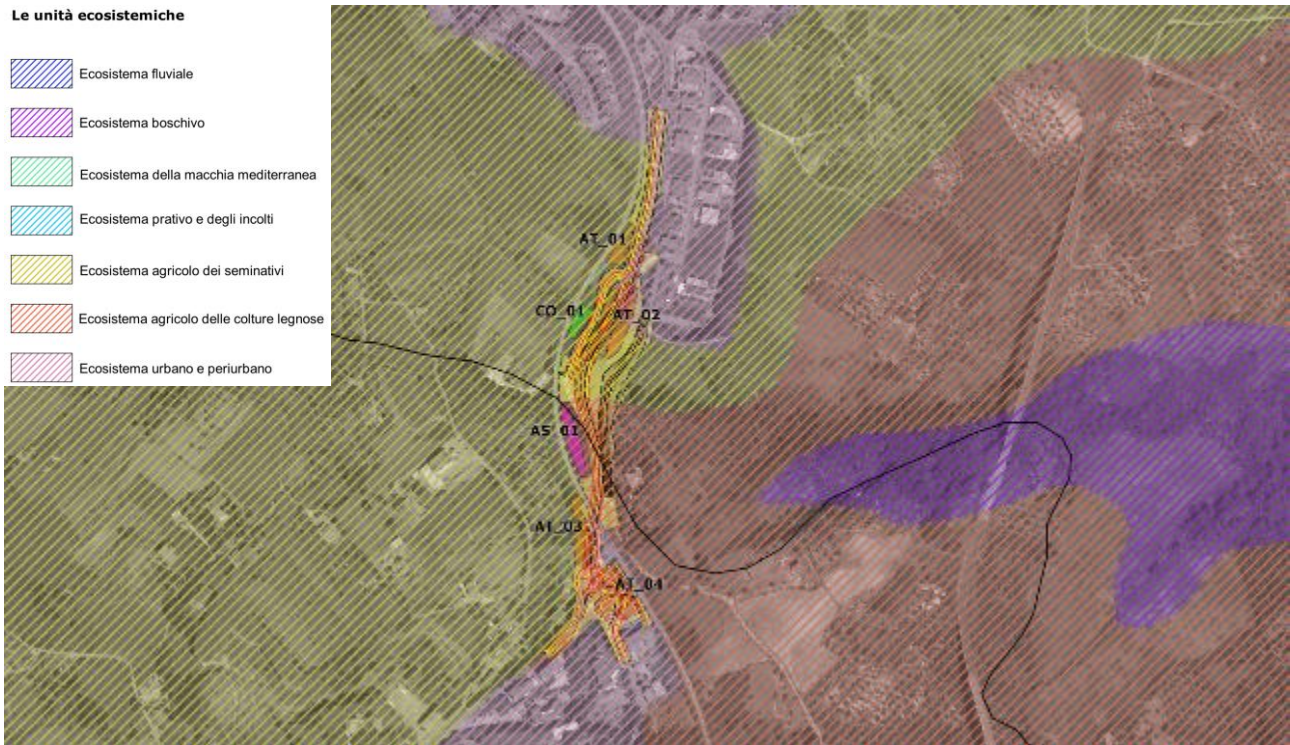 Le unità ecosistemiche
Ecosistema fluviale
Ecosistema boschivo
Ecosistema della macchia mediterranea
Ecosistema prativo e degli incolti
Ecosistema agricolo dei seminativi
Ecosistema agricolo delle colture legnose
Ecosistema urbano e periurbano
AT_01
CO_01
AT_02
AS_01
AT_03
AT_04